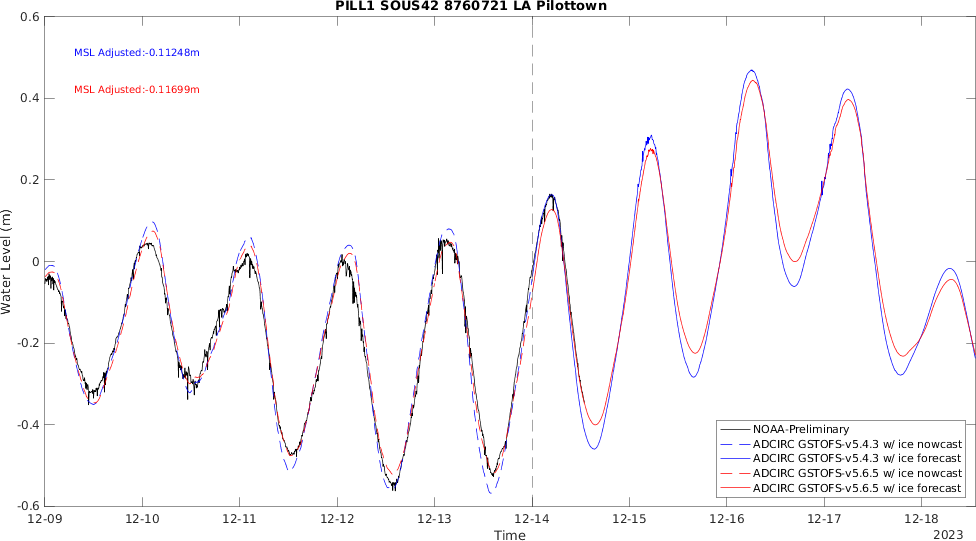 PILL1 SOUS42 8760721 LA Pilottown
0.6
MSL Adjusted:-0.11248m
MSL Adjusted:-0.11699m
0.4
0.2
0
-0.2
-0.4
-0.6
Water Level (m)
NOAA-Preliminary
ADCIRC GSTOFS-v5.4.3 w/ ice nowcast
ADCIRC GSTOFS-v5.4.3 w/ ice forecast
ADCIRC GSTOFS-v5.6.5 w/ ice nowcast
ADCIRC GSTOFS-v5.6.5 w/ ice forecast
12-09 12-10 12-11 12-12 12-13 12-14 12-15 12-16 12-17 12-18
Time
2023